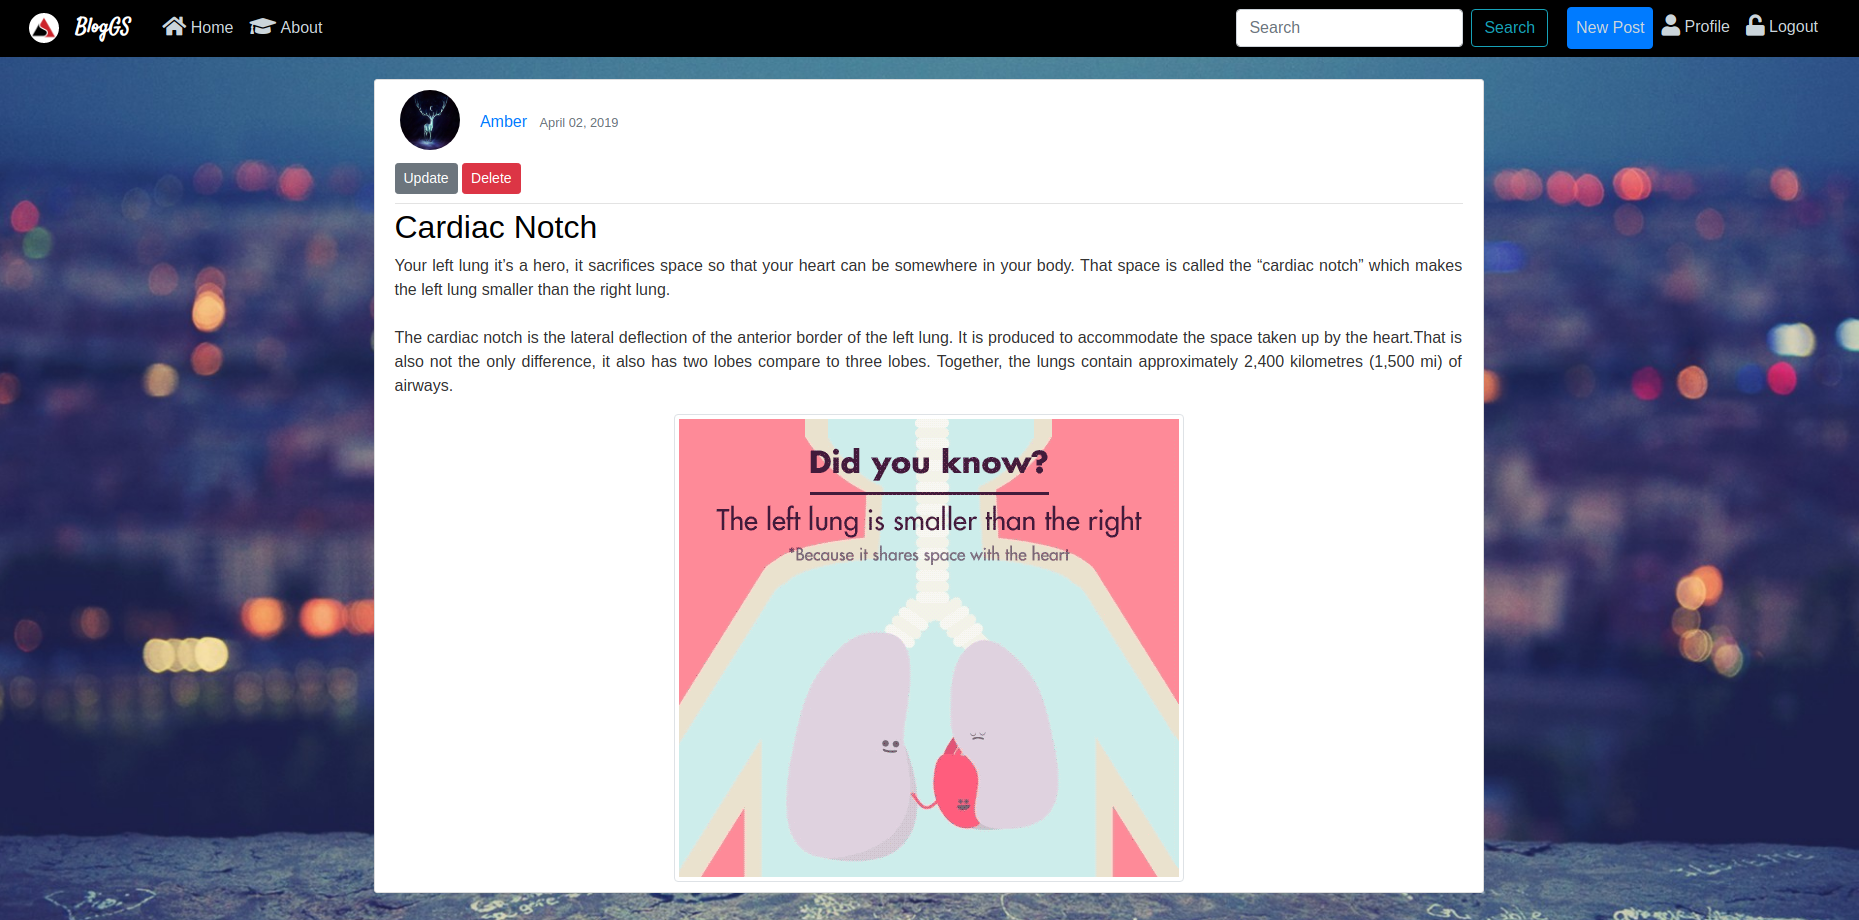 BlogGS Home About Search Search New Post Profile Logout
Amber April 02, 2019
Update Delete
Cardiac Notch
Your left lung it’s a hero, it sacrifices space so that your heart can be somewhere in your body. That space is called the “cardiac notch” which makes
the left lung smaller than the right lung.
The cardiac notch is the lateral deflection of the anterior border of the left lung. It is produced to accommodate the space taken up by the heart.That is
also not the only difference, it also has two lobes compare to three lobes. Together, the lungs contain approximately 2,400 kilometres (1,500 mi) of
airways.
Did you know?
The left lung is smaller than the right
*Because it shares space with the heart